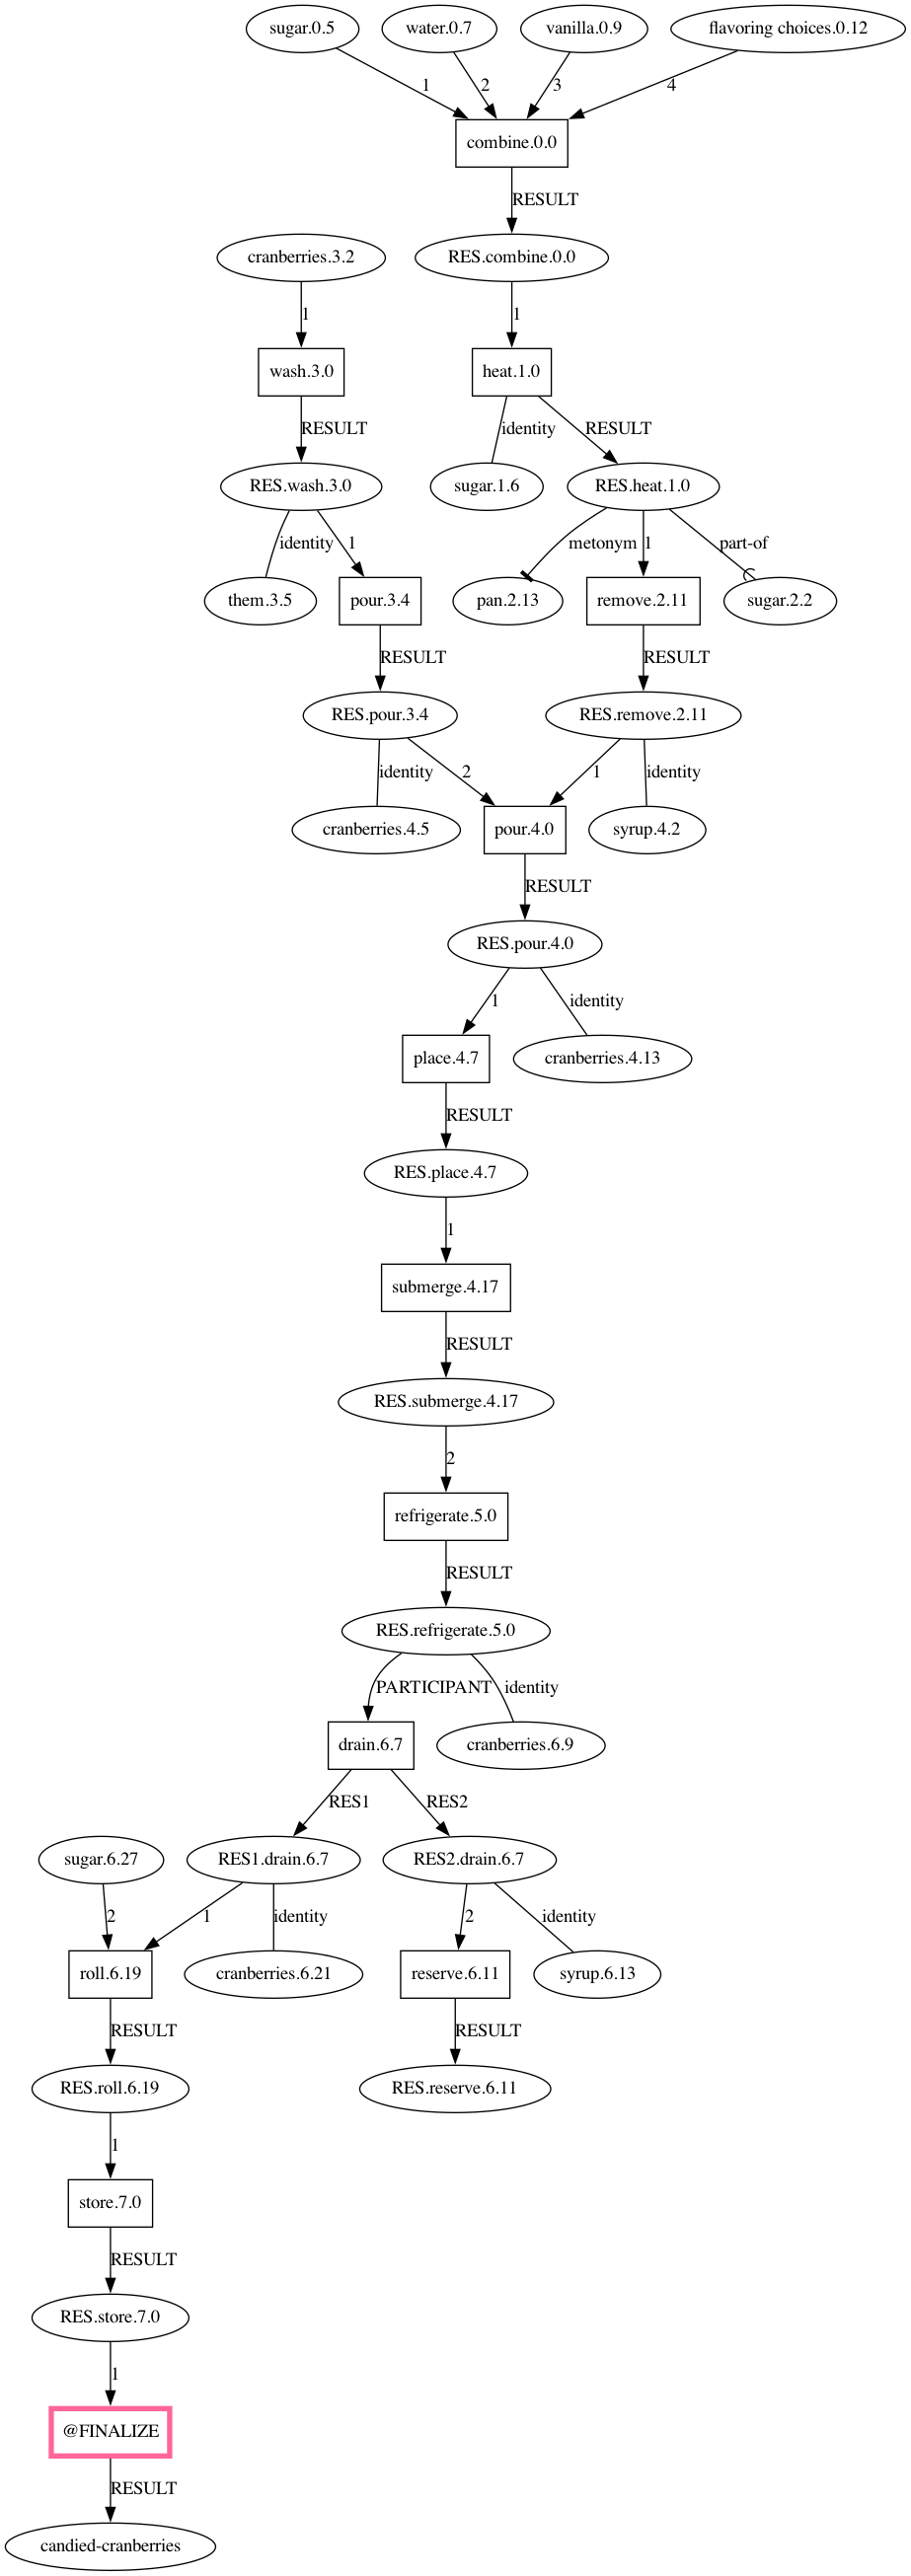 sugar.0.5 water.0.7 vanilla.0.9 flavoring choices.0.12
1 2 3 4
combine.0.0
RESULT
cranberries.3.2 RES.combine.0.0
1 1
wash.3.0 heat.1.0
RESULT identity RESULT
RES.wash.3.0 sugar.1.6 RES.heat.1.0
identity 1 metonym 1 part-of
them.3.5 pour.3.4 pan.2.13 remove.2.11 sugar.2.2
RESULT RESULT
RES.pour.3.4 RES.remove.2.11
identity 2 1 identity
cranberries.4.5 pour.4.0 syrup.4.2
RESULT
RES.pour.4.0
1 identity
place.4.7 cranberries.4.13
RESULT
RES.place.4.7
1
submerge.4.17
RESULT
RES.submerge.4.17
2
refrigerate.5.0
RESULT
RES.refrigerate.5.0
PARTICIPANT identity
drain.6.7 cranberries.6.9
RES1 RES2
sugar.6.27 RES1.drain.6.7 RES2.drain.6.7
2 1 identity 2 identity
roll.6.19 cranberries.6.21 reserve.6.11 syrup.6.13
RESULT RESULT
RES.roll.6.19 RES.reserve.6.11
1
store.7.0
RESULT
RES.store.7.0
1
@FINALIZE
RESULT
candied-cranberries